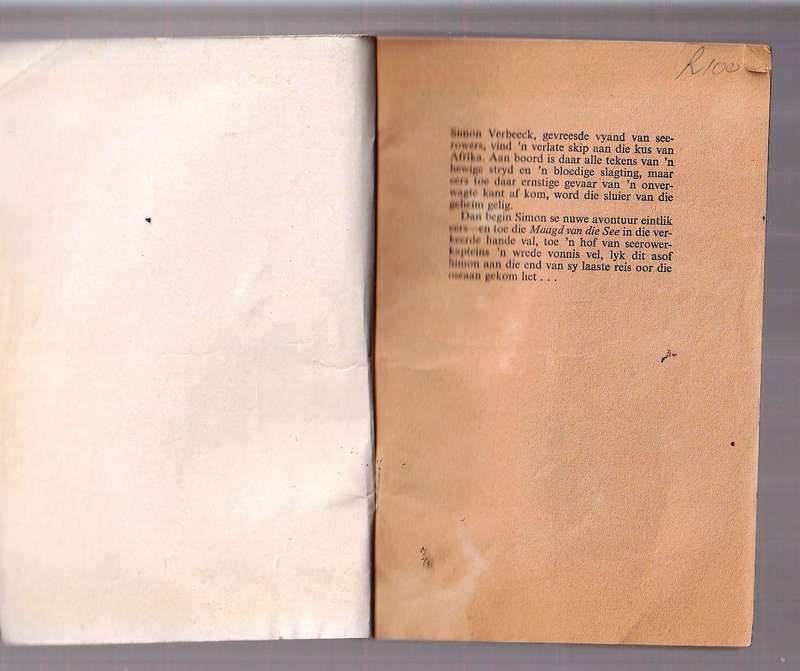 R100
Simon Verbeeck, gevreesde vyand van see-
rowers, vind 'n verlate skip aan die kus van
Afrika. Aan boord is daar alle tekens van 'n
hewige stryd en 'n bloedige slagting, maar
eers toe daar ernstige gevaar van 'n onver-
wagte kant af kom, word die sluier van die
geheim gelig.
Dan begin Simon se nuwe avontuur eintlik
eers—en toe die Maagd van die See in die ver-
keerde hande val, toe 'n hof van seerower-
kapteins 'n wrede vonnis vel, lyk dit asof
Simon aan die end van sy laaste reis oor die
oseaan gekom het . . .